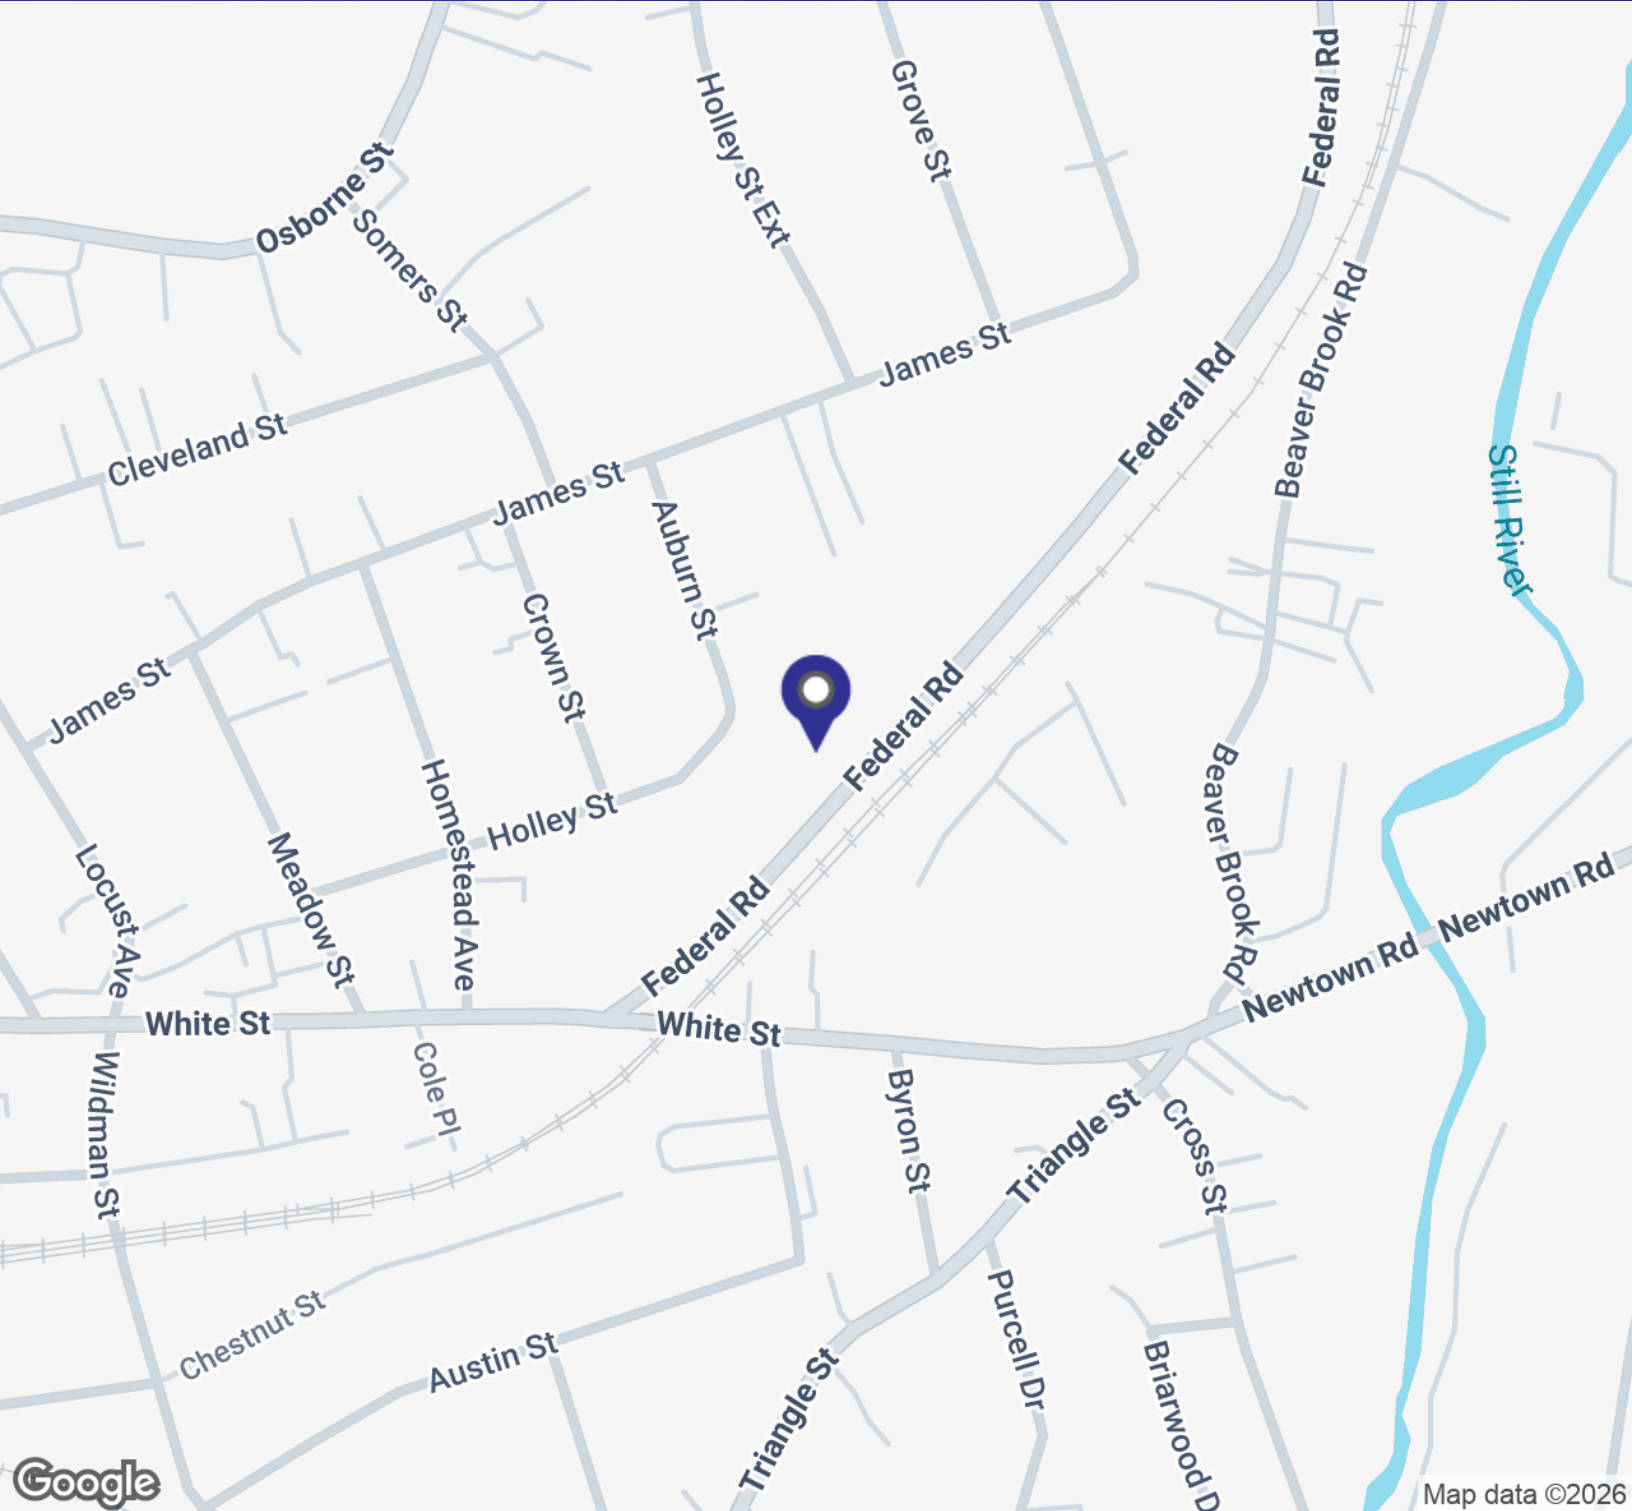 Federal Rd
Holley St Ext
Grove St
Osborne St
Somers St
Beaver Brook Rd
James St
Federal Rd
Cleveland St
James St
Still River
Auburn St
Crown St
James St
Federal Rd
Homestead Ave
Holley St
Beaver Brook Rd
Locust Ave
Meadow St
Federal Rd
Newtown Rd
Newtown Rd
White St
White St
Wildman St
Cole Pl
Byron St
Triangle St
Cross St
Chestnut St
Purcell Dr
Austin St
Triangle St
Briarwood D
Google
Map data ©2026